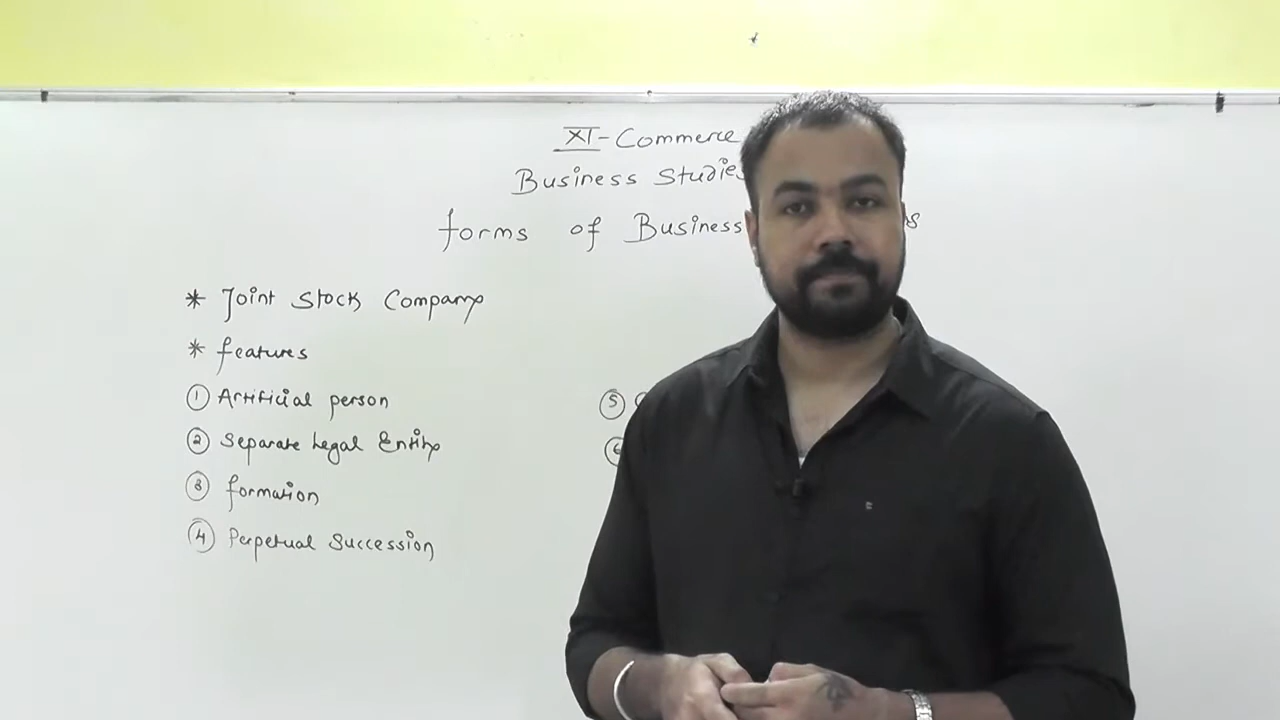 XI-Commerce
Business Studies
forms of Business
* Joint Stock Company
* features
① Artificial person
② Separate Legal Entity
③ formation
④ Perpetual Succession
⑤
⑥